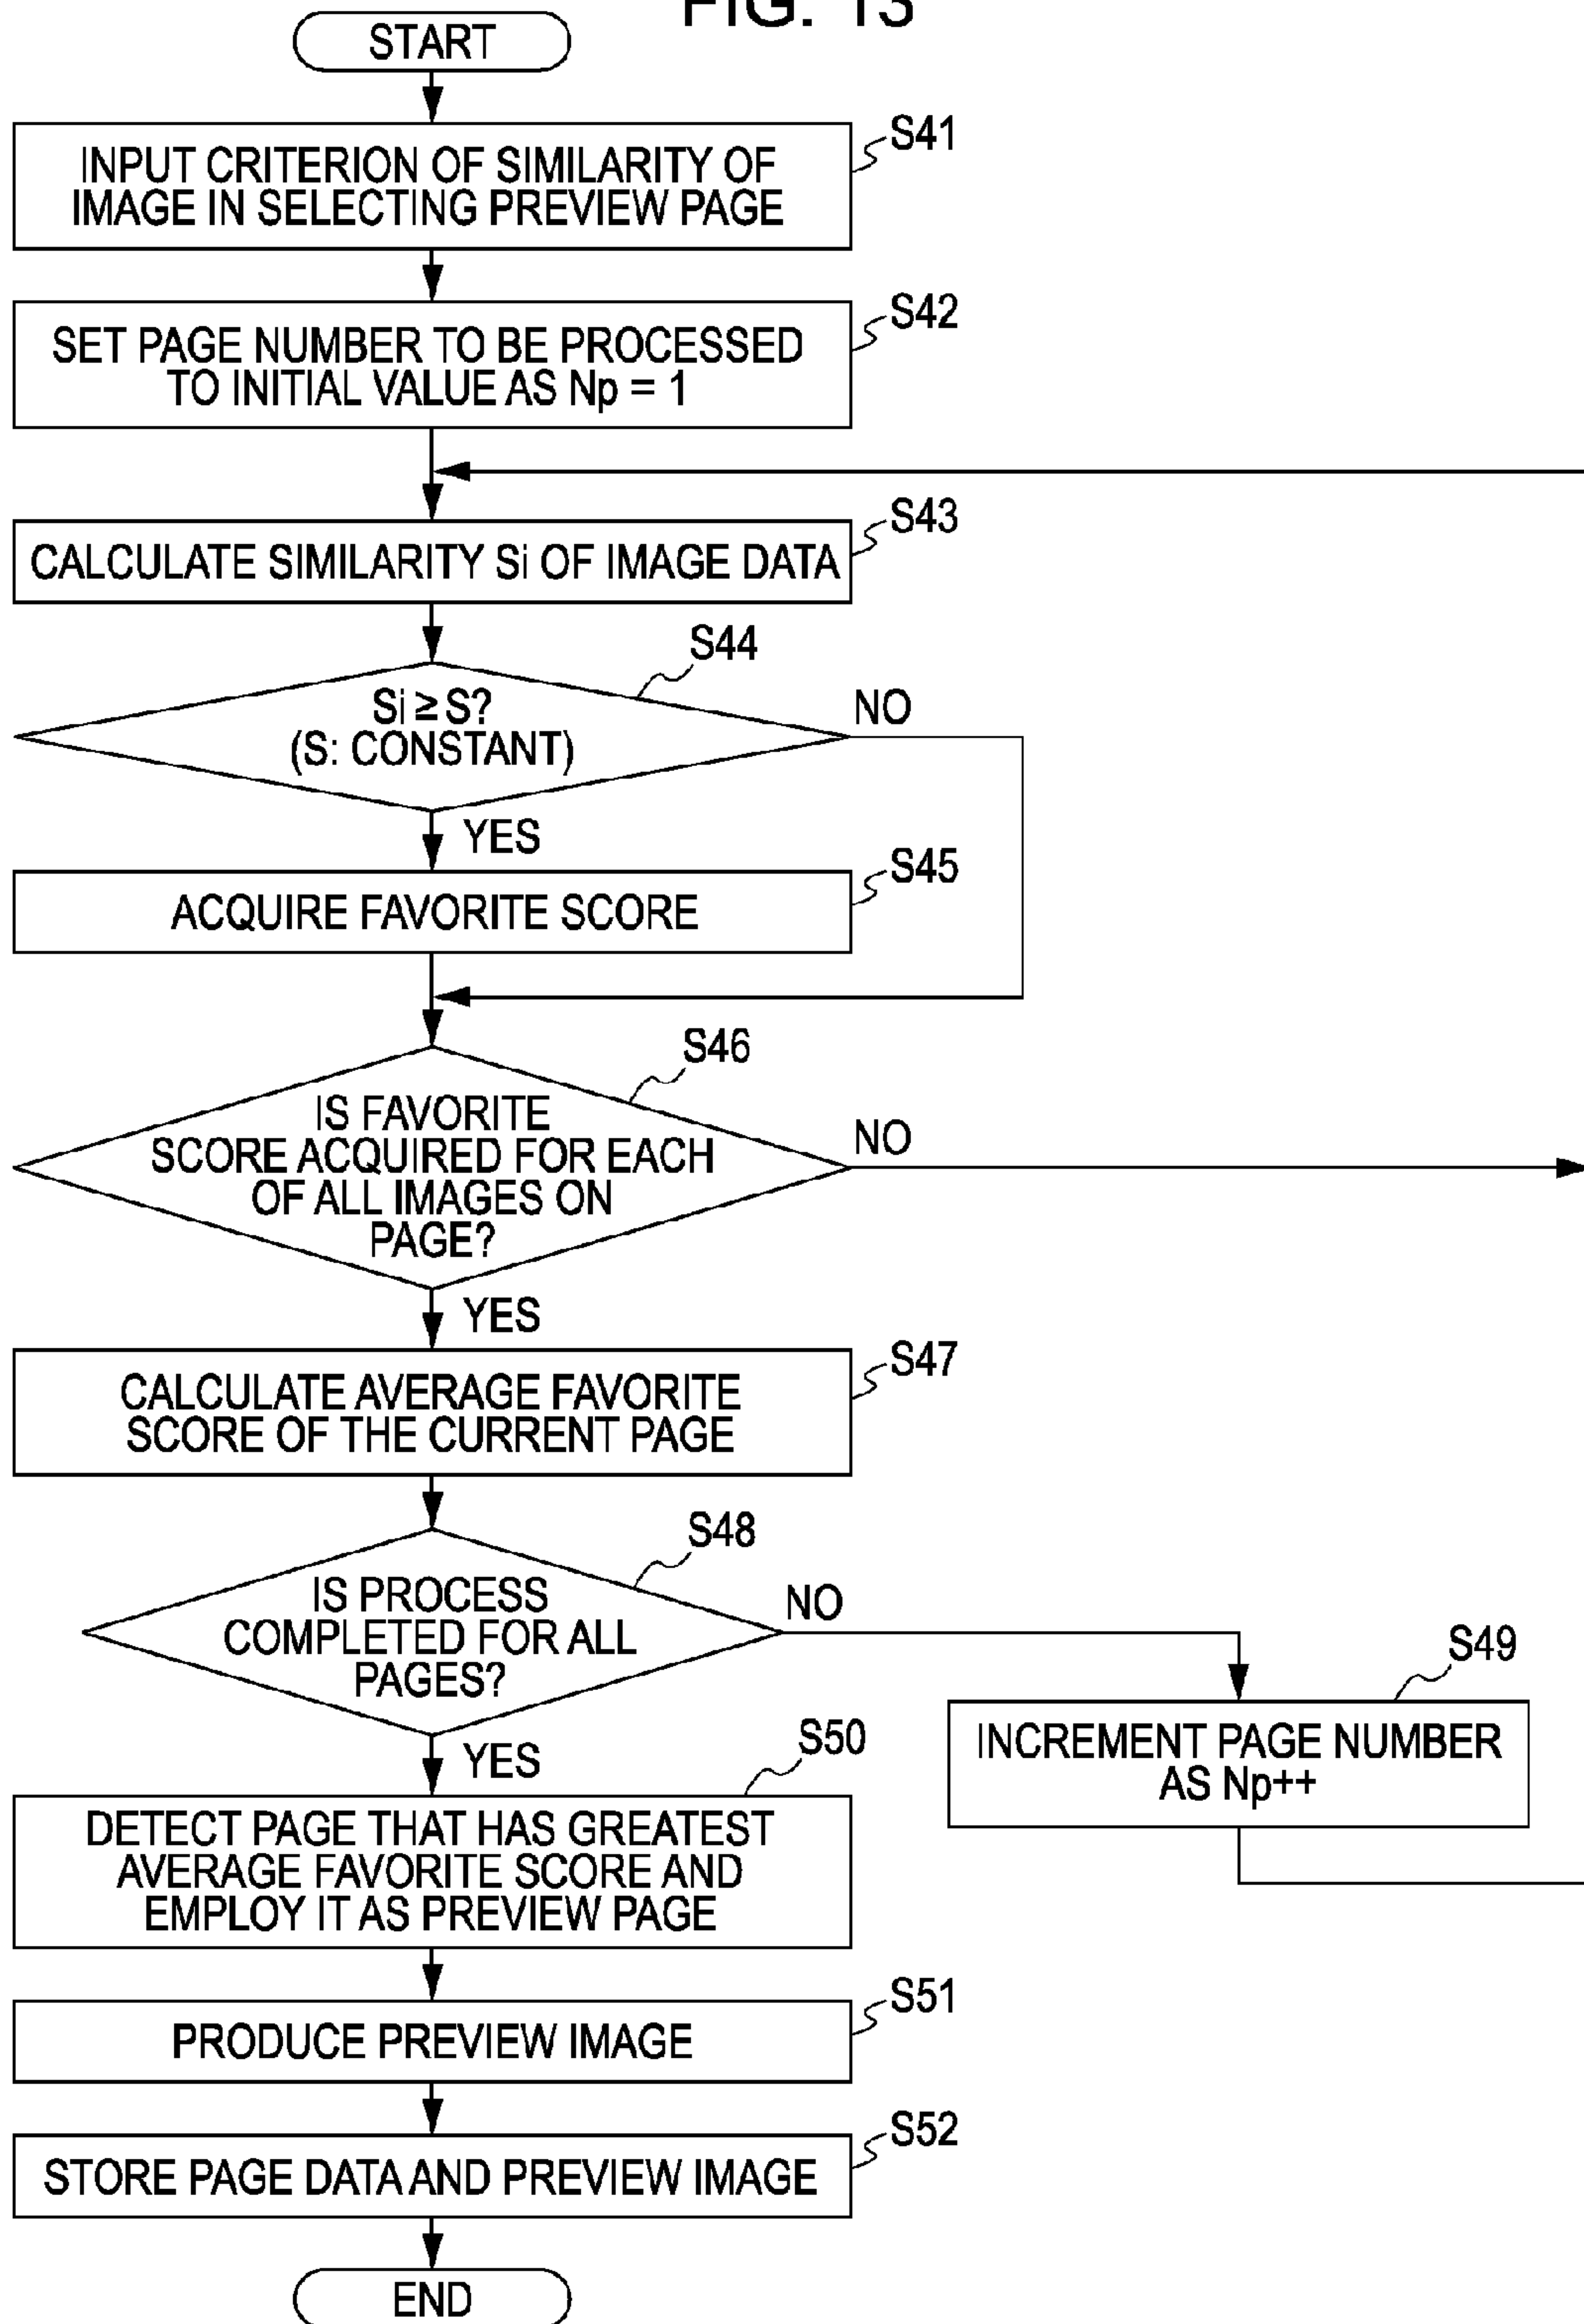 FIG. 13
START
S41
INPUT CRITERION OF SIMILARITY OF
IMAGE IN SELECTING PREVIEW PAGE
S42
SET PAGE NUMBER TO BE PROCESSED
TO INITIAL VALUE AS Np = 1
S43
CALCULATE SIMILARITY Si OF IMAGE DATA
S44
Si ≥ S?
(S: CONSTANT)
NO
YES
S45
ACQUIRE FAVORITE SCORE
S46
IS FAVORITE
SCORE ACQUIRED FOR EACH
OF ALL IMAGES ON
PAGE?
NO
YES
S47
CALCULATE AVERAGE FAVORITE
SCORE OF THE CURRENT PAGE
S48
IS PROCESS
COMPLETED FOR ALL
PAGES?
NO
S49
INCREMENT PAGE NUMBER
AS Np++
YES
S50
DETECT PAGE THAT HAS GREATEST
AVERAGE FAVORITE SCORE AND
EMPLOY IT AS PREVIEW PAGE
S51
PRODUCE PREVIEW IMAGE
S52
STORE PAGE DATA AND PREVIEW IMAGE
END